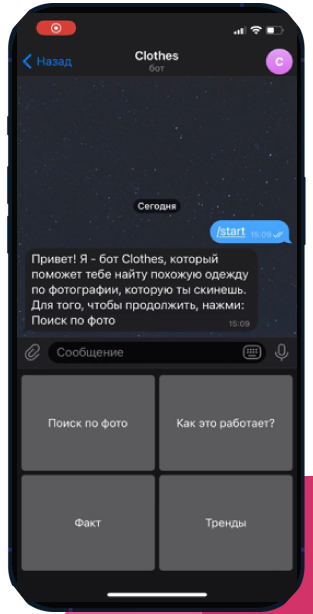 Назад
Clothes
бот
C
Сегодня
/start 15:09
Привет! Я - бот Clothes, который
поможет тебе найту похожую одежду
по фотографии, которую ты скинешь.
Для того, чтобы продолжить, нажми:
Поиск по фото
15:09
Сообщение
Поиск по фото
Как это работает?
Факт
Тренды